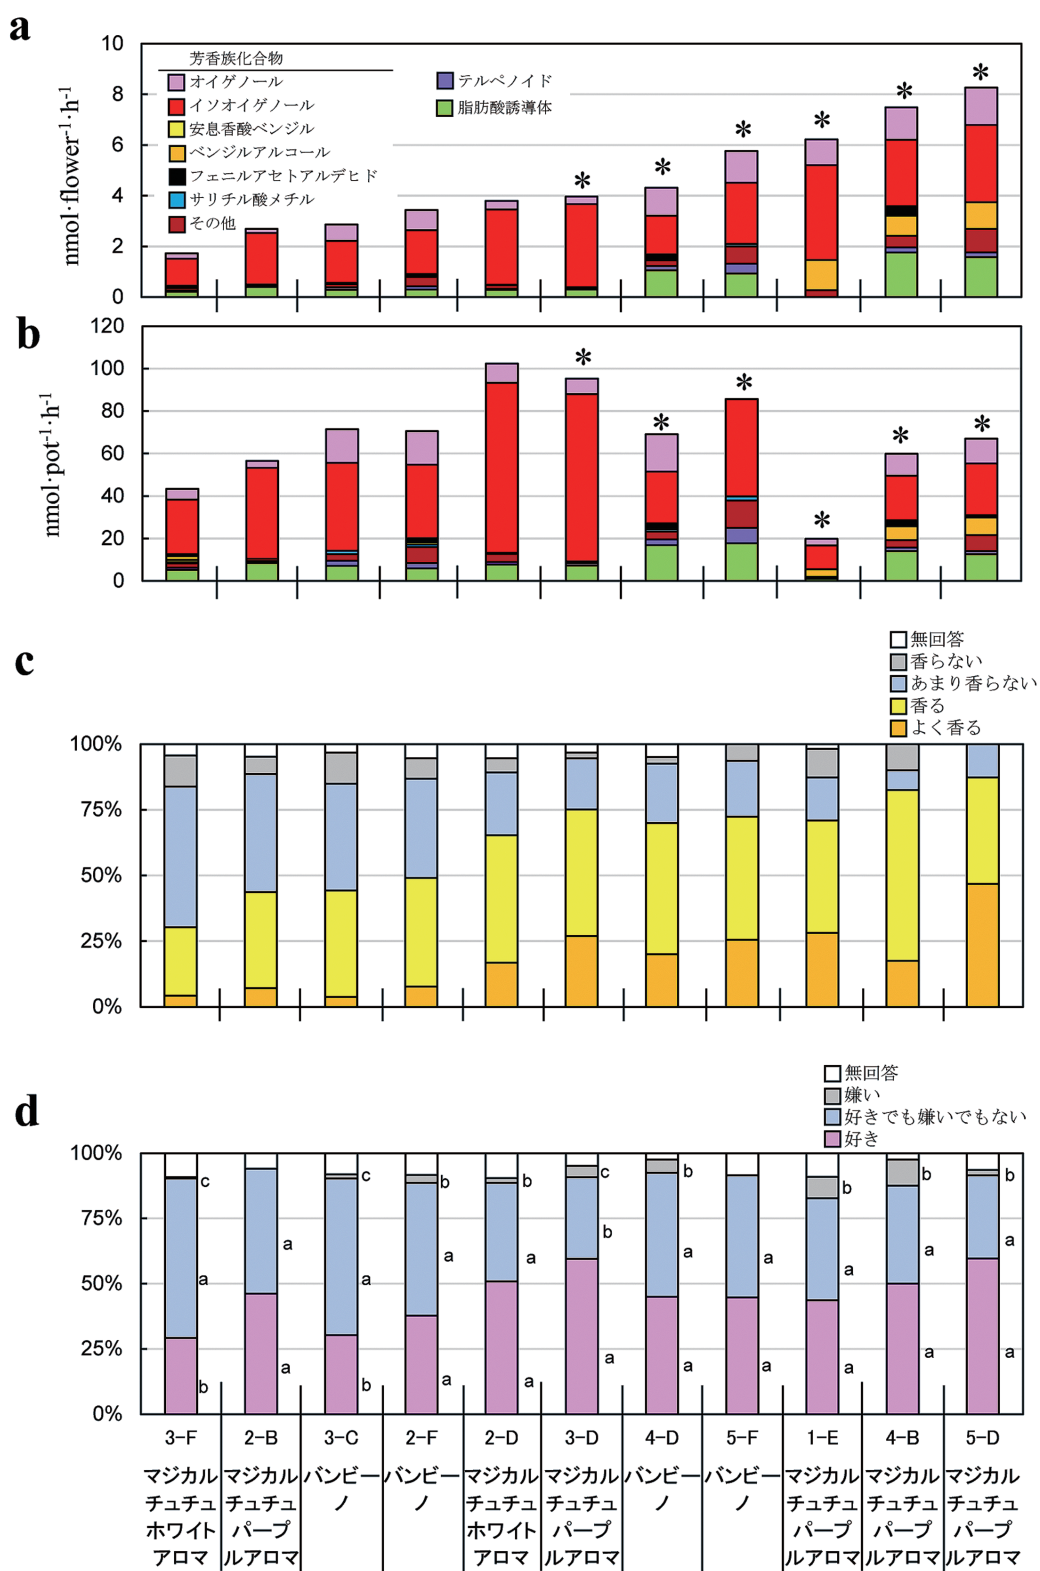 a
10
8
6
4
2
0
nmol·flower⁻¹·h⁻¹
芳香族化合物
オイゲノール
イソオイゲノール
安息香酸ベンジル
ベンジルアルコール
フェニルアセトアルデヒド
サリチル酸メチル
その他
テルペノイド
脂肪酸誘導体
* * * * * * *
b
120
100
80
60
40
20
0
nmol·pot⁻¹·h⁻¹
* * * * * *
c
無回答
香らない
あまり香らない
香る
よく香る
100%
75%
50%
25%
0%
d
無回答
嫌い
好きでも嫌いでもない
好き
100%
75%
50%
25%
0%
c a b
a a
c a b
b a a
b a a
c b a
b a a
a a
b a a
b a a
b a a
3-F 2-B 3-C 2-F 2-D 3-D 4-D 5-F 1-E 4-B 5-D
マジカル マジカル バンビー バンビー マジカル マジカル バンビー バンビー マジカル マジカル マジカル
チュチュ チュチュ ノ ノ チュチュ チュチュ ノ ノ チュチュ チュチュ チュチュ
ホワイト パープ ホワイト パープ パープ パープ パープ
アロマ ルアロマ アロマ ルアロマ ルアロマ ルアロマ ルアロマ